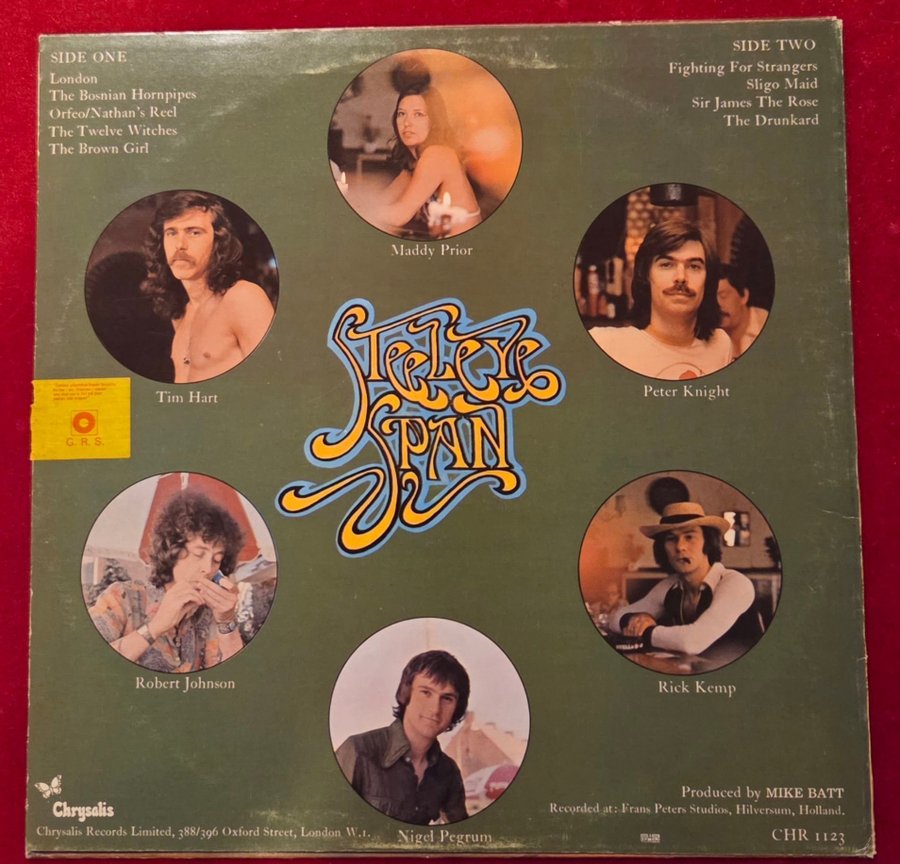 SIDE ONE
London
The Bosnian Hornpipes
Orfeo/Nathan's Reel
The Twelve Witches
The Brown Girl
SIDE TWO
Fighting For Strangers
Sligo Maid
Sir James The Rose
The Drunkard
Maddy Prior
Tim Hart
Peter Knight
STEELEYE
SPAN
G. R. S.
Robert Johnson
Rick Kemp
Nigel Pegrum
Chrysalis
Chrysalis Records Limited, 388/396 Oxford Street, London W.1.
Produced by MIKE BATT
Recorded at: Frans Peters Studios, Hilversum, Holland.
CHR 1123